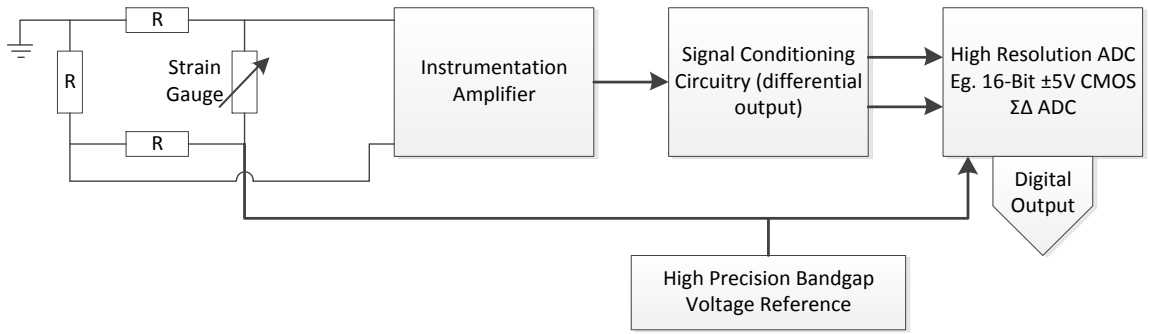 R
R
Strain
Gauge
R
Instrumentation
Amplifier
Signal Conditioning
Circuitry (differential
output)
High Resolution ADC
Eg. 16-Bit ±5V CMOS
ΣΔ ADC
Digital
Output
High Precision Bandgap
Voltage Reference